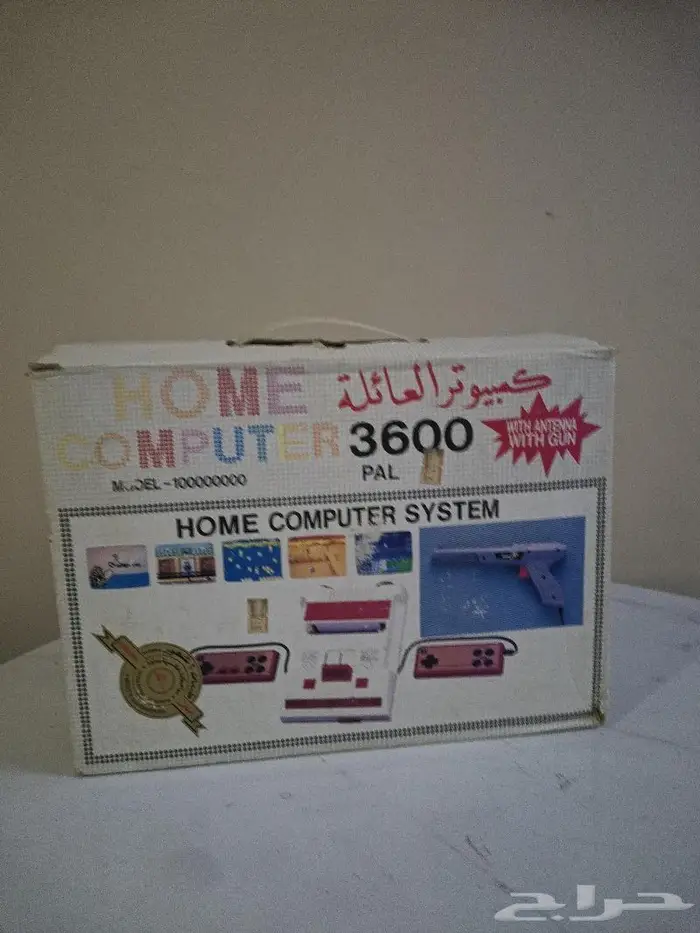 HOME كمبيوتر العائلة
COMPUTER 3600
WITH ANTENNA
WITH GUN
MODEL-100000000
PAL
HOME COMPUTER SYSTEM
حراج